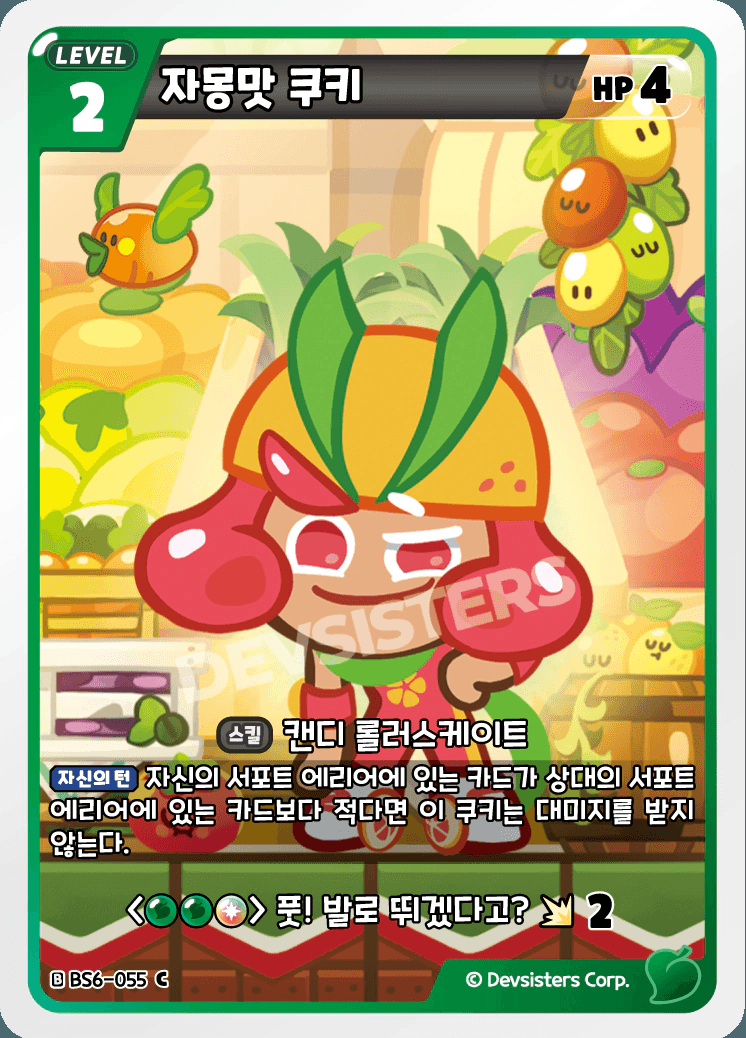 LEVEL
2
자몽맛 쿠키
HP 4
DEVSISTERS
스킬 캔디 롤러스케이트
자신의 턴 자신의 서포트 에리어에 있는 카드가 상대의 서포트
에리어에 있는 카드보다 적다면 이 쿠키는 대미지를 받지
않는다.
풋! 발로 뛰겠다고? 2
B BS6-055 C
© Devsisters Corp.